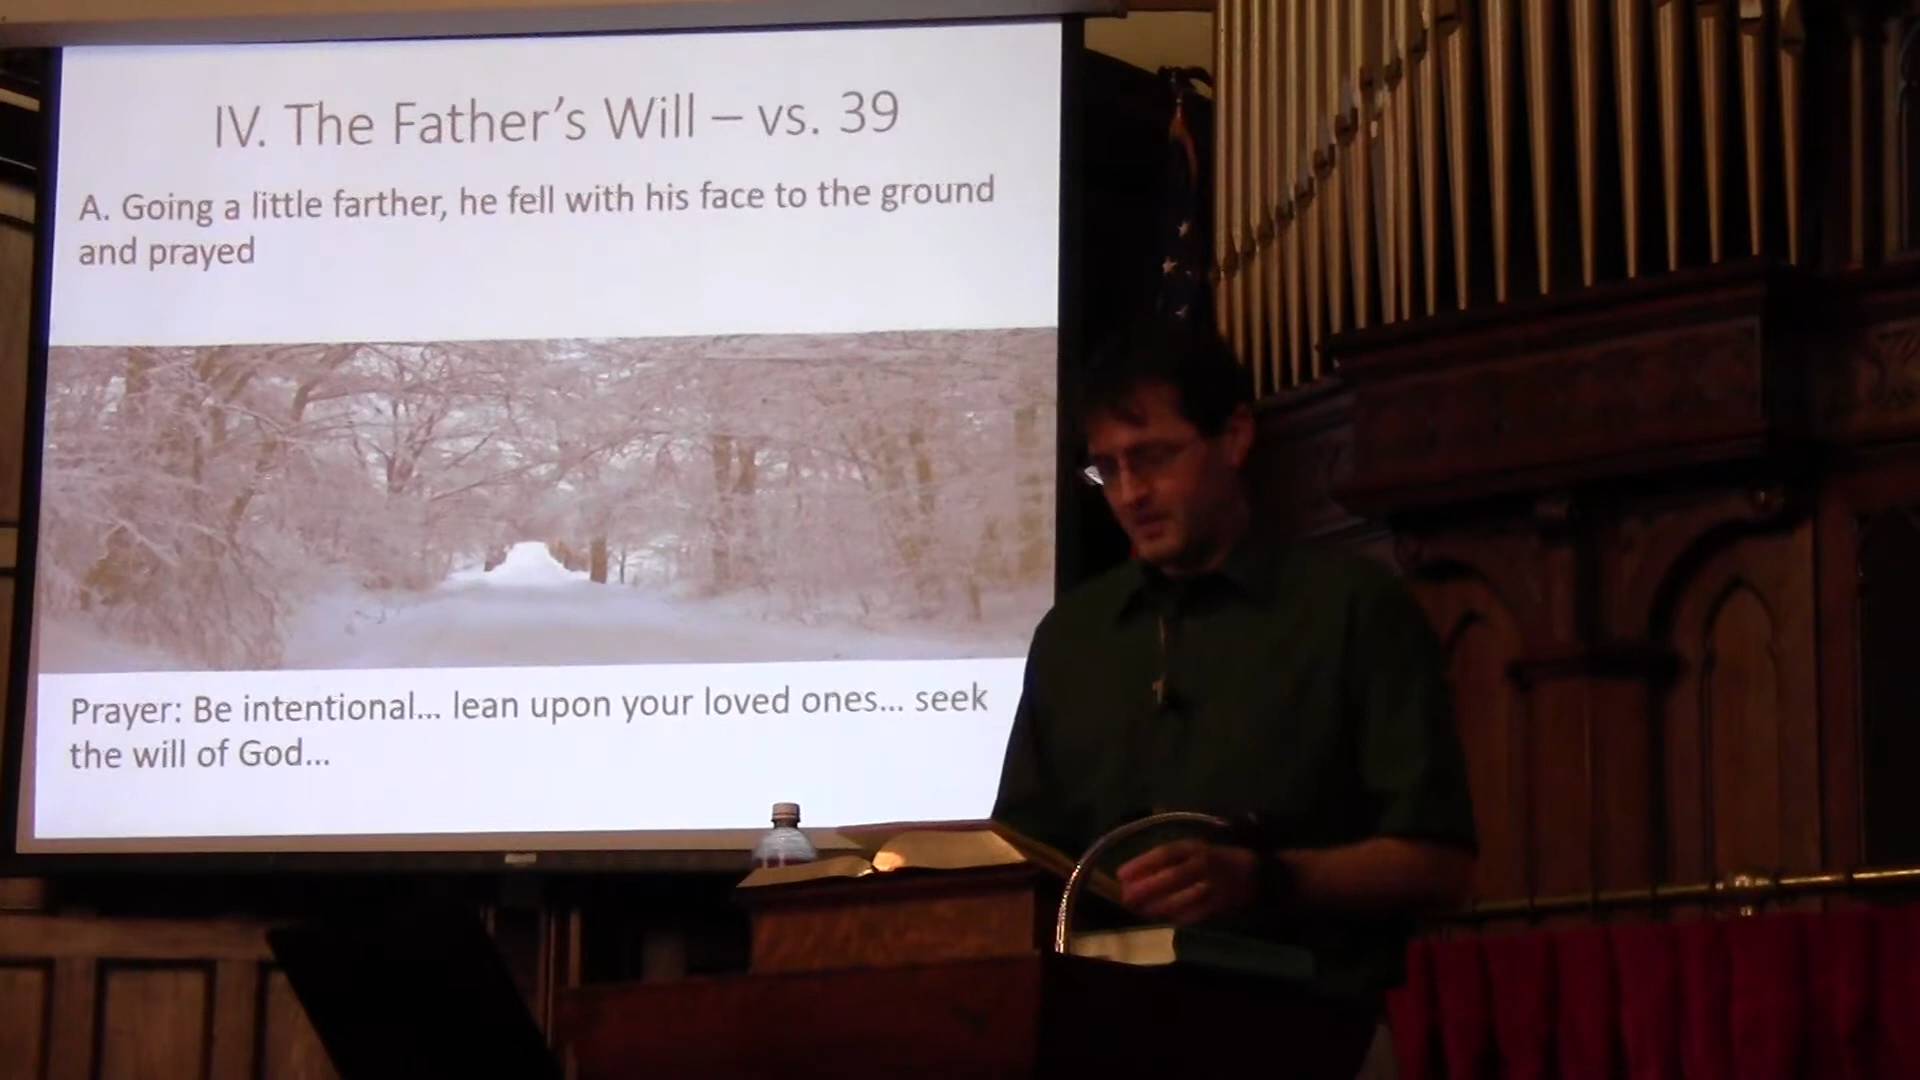 IV. The Father's Will – vs. 39
A. Going a little farther, he fell with his face to the ground
and prayed
Prayer: Be intentional... lean upon your loved ones... seek
the will of God...